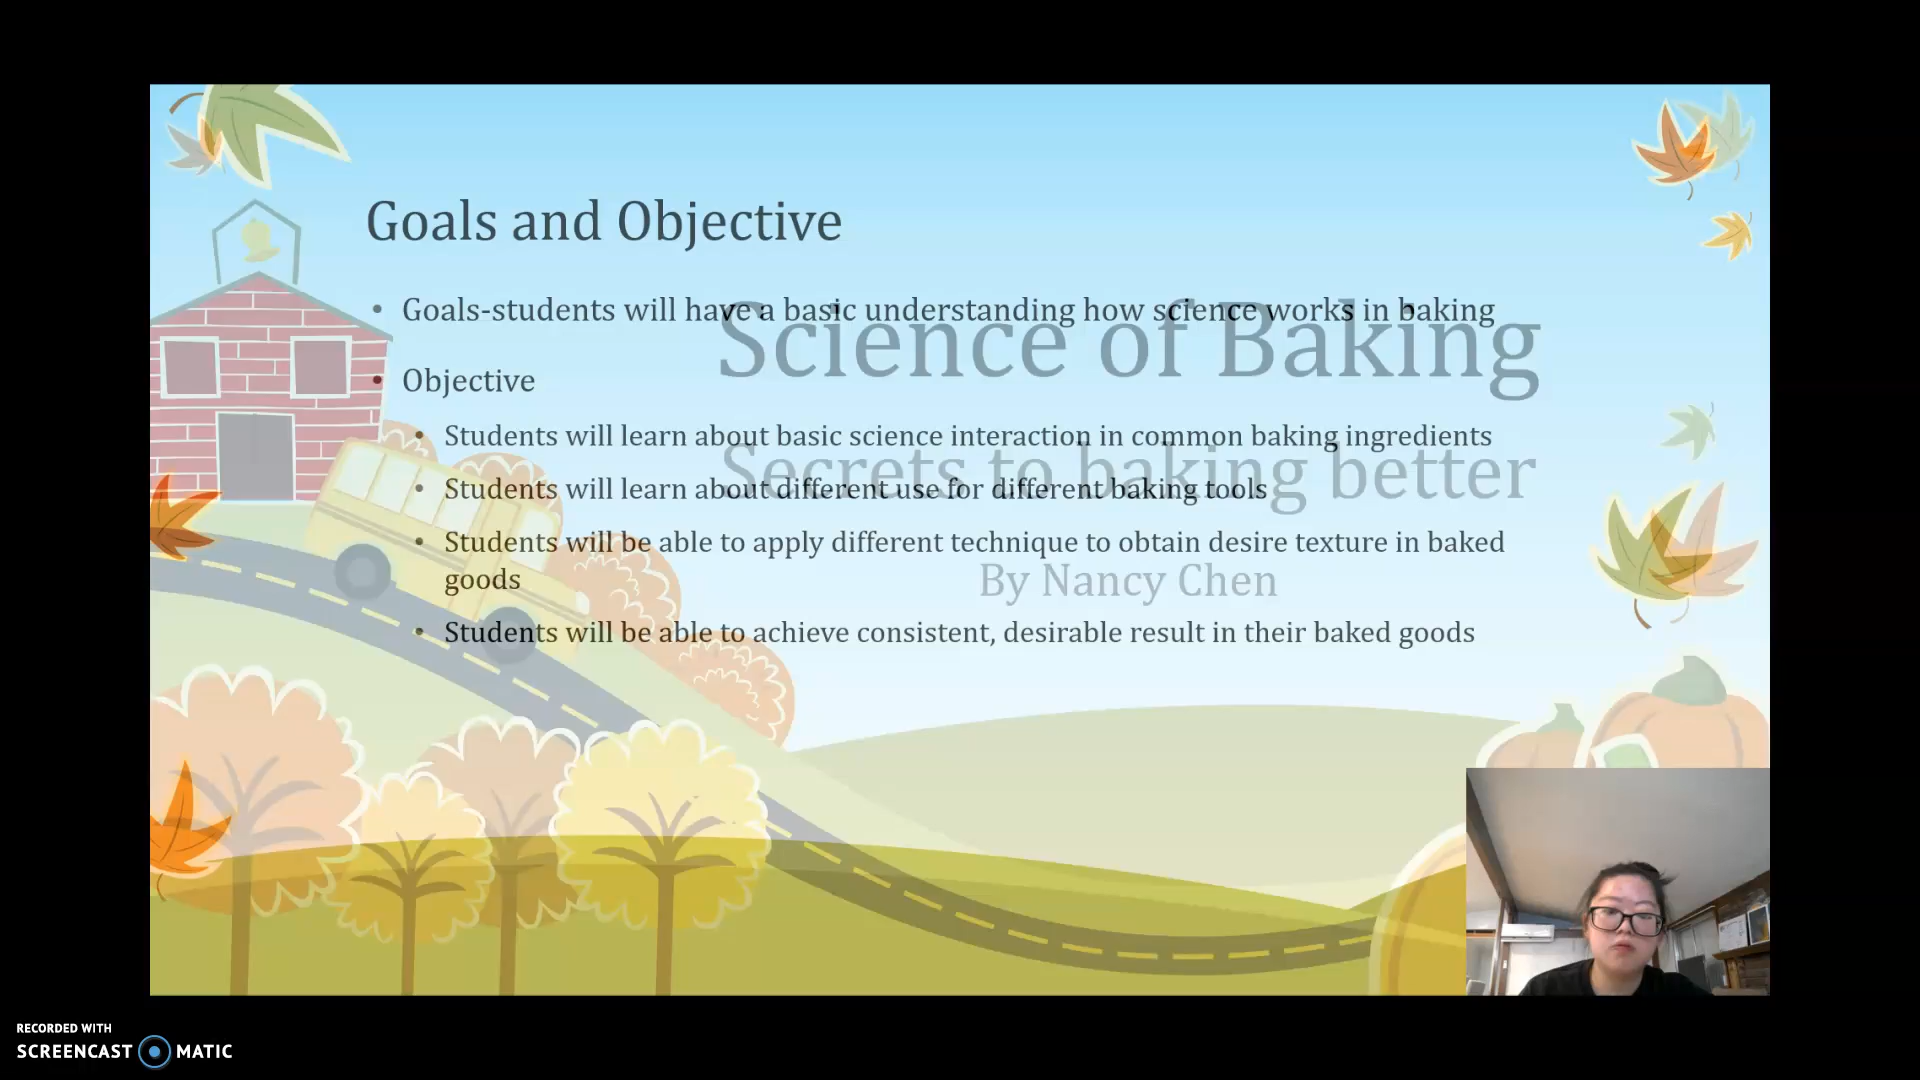 Goals and Objective
• Goals-students will have a basic understanding how science works in baking
• Objective
• Students will learn about basic science interaction in common baking ingredients
• Students will learn about different use for different baking tools
• Students will be able to apply different technique to obtain desire texture in baked
goods
• Students will be able to achieve consistent, desirable result in their baked goods
Science of Baking
Secrets to baking better
By Nancy Chen
RECORDED WITH
SCREENCAST MATIC